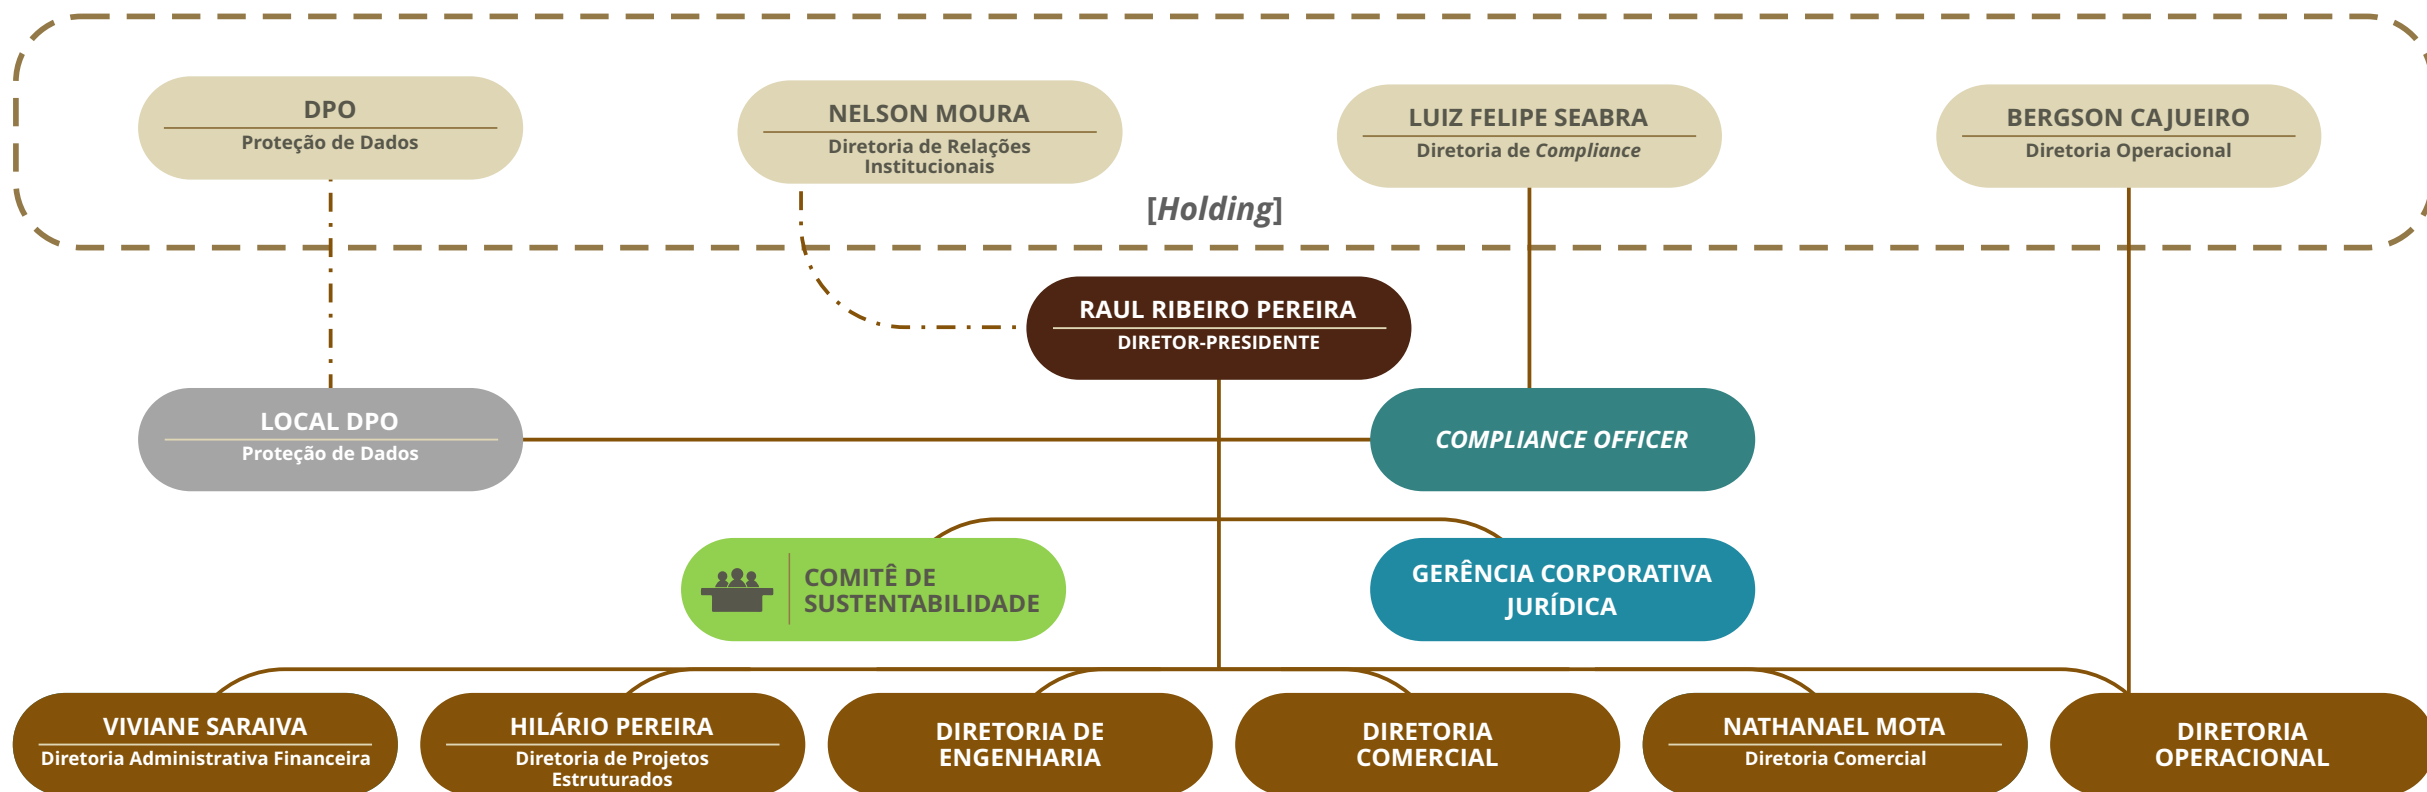 DPO
Proteção de Dados
NELSON MOURA
Diretoria de Relações
Institucionais
LUIZ FELIPE SEABRA
Diretoria de Compliance
BERGSON CAJUEIRO
Diretoria Operacional
[Holding]
RAUL RIBEIRO PEREIRA
DIRETOR-PRESIDENTE
LOCAL DPO
Proteção de Dados
COMPLIANCE OFFICER
COMITÊ DE
SUSTENTABILIDADE
GERÊNCIA CORPORATIVA
JURÍDICA
VIVIANE SARAIVA
Diretoria Administrativa Financeira
HILÁRIO PEREIRA
Diretoria de Projetos
Estruturados
DIRETORIA DE
ENGENHARIA
DIRETORIA
COMERCIAL
NATHANAEL MOTA
Diretoria Comercial
DIRETORIA
OPERACIONAL